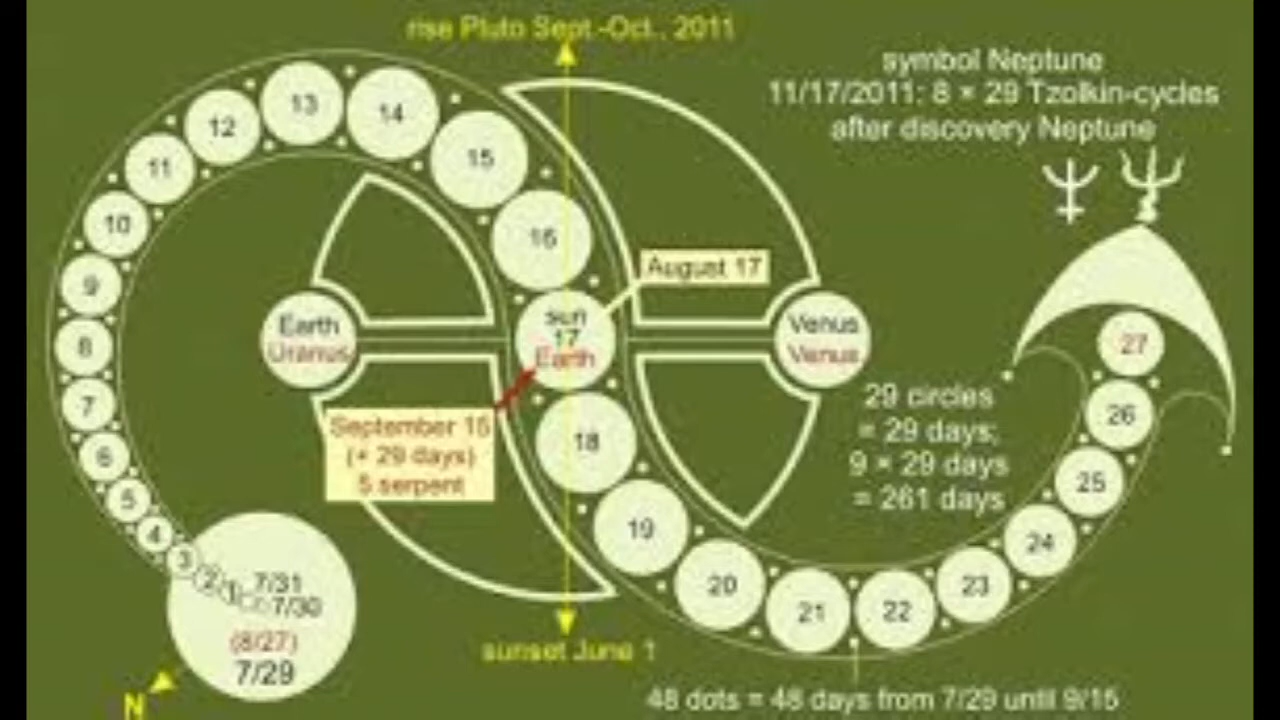 rise Pluto Sept.-Oct., 2011
symbol Neptune
11/17/2011: 8 × 29 Tzolkin-cycles
after discovery Neptune
13
14
12
15
11
10
16
August 17
9
sun
17
Earth
Earth
Uranus
Venus
Venus
8
27
7
29 circles
= 29 days;
9 × 29 days
= 261 days
26
September 15
(+ 29 days)
5 serpent
18
6
25
5
19
4
24
3
2
1
7/31
7/30
20
23
21
22
(8/27)
7/29
sunset June 1
N
48 dots = 48 days from 7/29 until 9/15